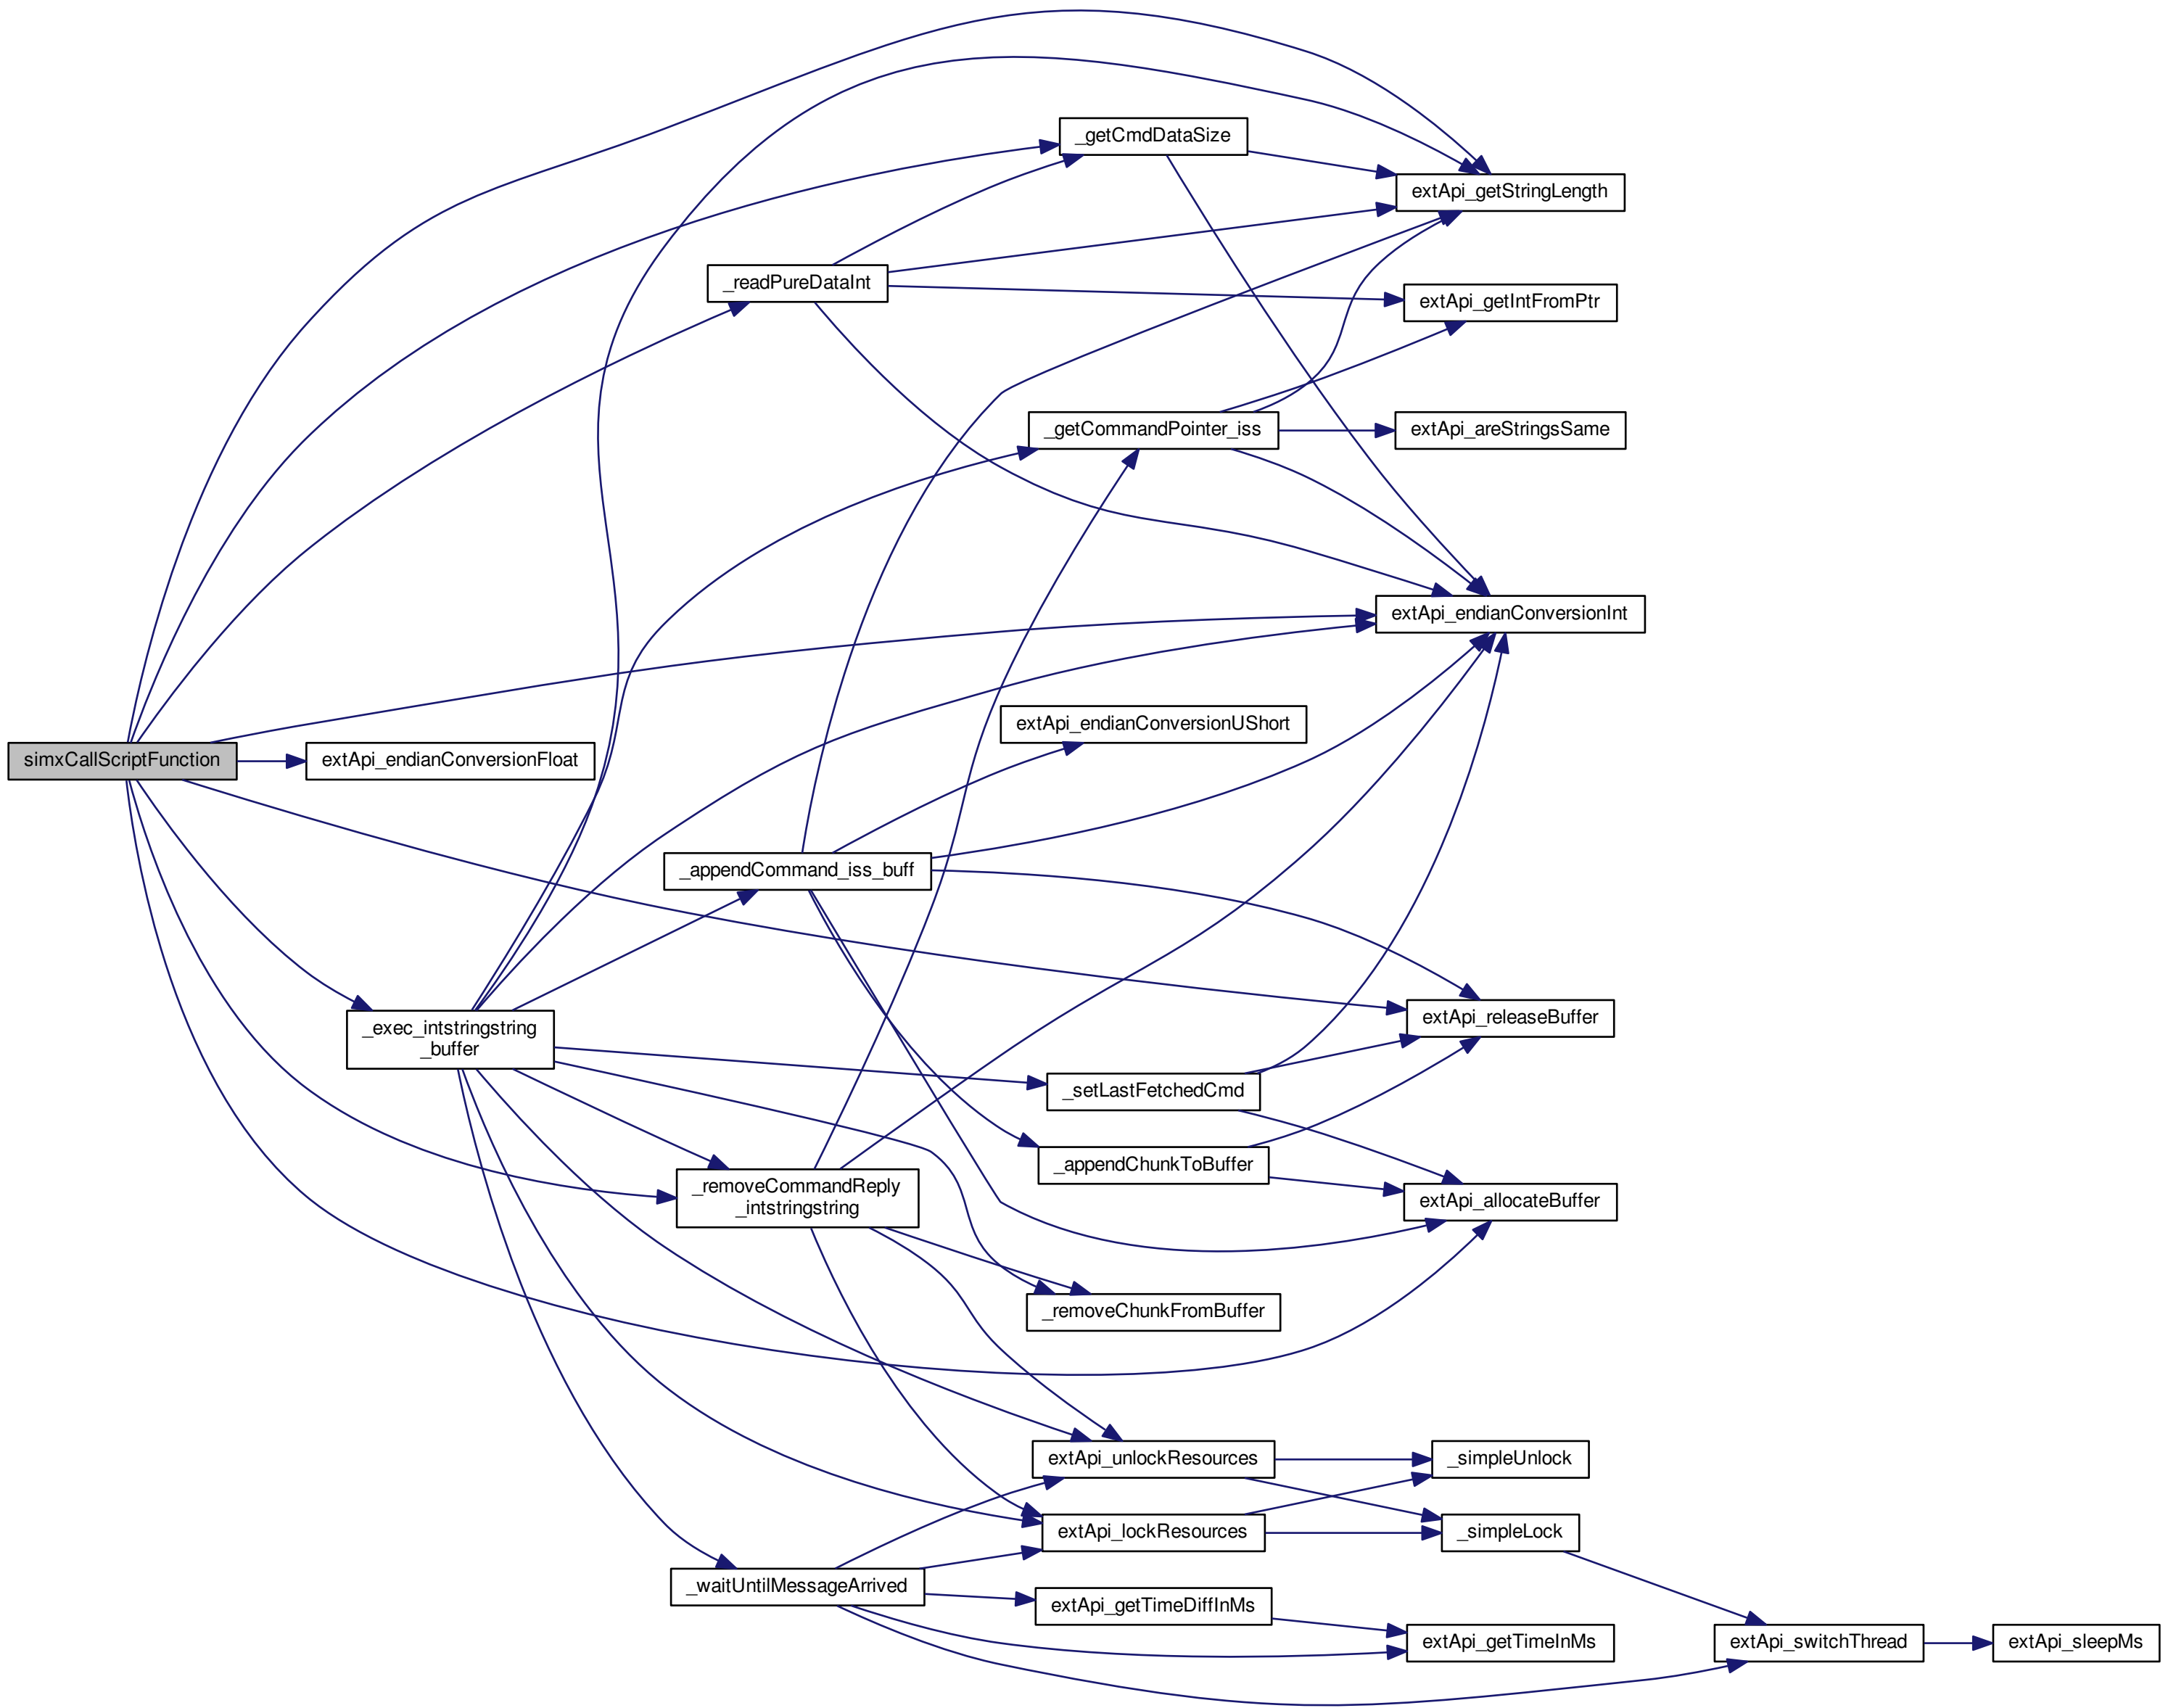 _getCmdDataSize
extApi_getStringLength
_readPureDataInt
extApi_getIntFromPtr
_getCommandPointer_iss
extApi_areStringsSame
extApi_endianConversionInt
extApi_endianConversionUShort
simxCallScriptFunction
extApi_endianConversionFloat
_appendCommand_iss_buff
extApi_releaseBuffer
_exec_intstringstring
_buffer
_setLastFetchedCmd
_appendChunkToBuffer
_removeCommandReply
_intstringstring
extApi_allocateBuffer
_removeChunkFromBuffer
extApi_unlockResources
_simpleUnlock
extApi_lockResources
_simpleLock
_waitUntilMessageArrived
extApi_getTimeDiffInMs
extApi_getTimeInMs
extApi_switchThread
extApi_sleepMs